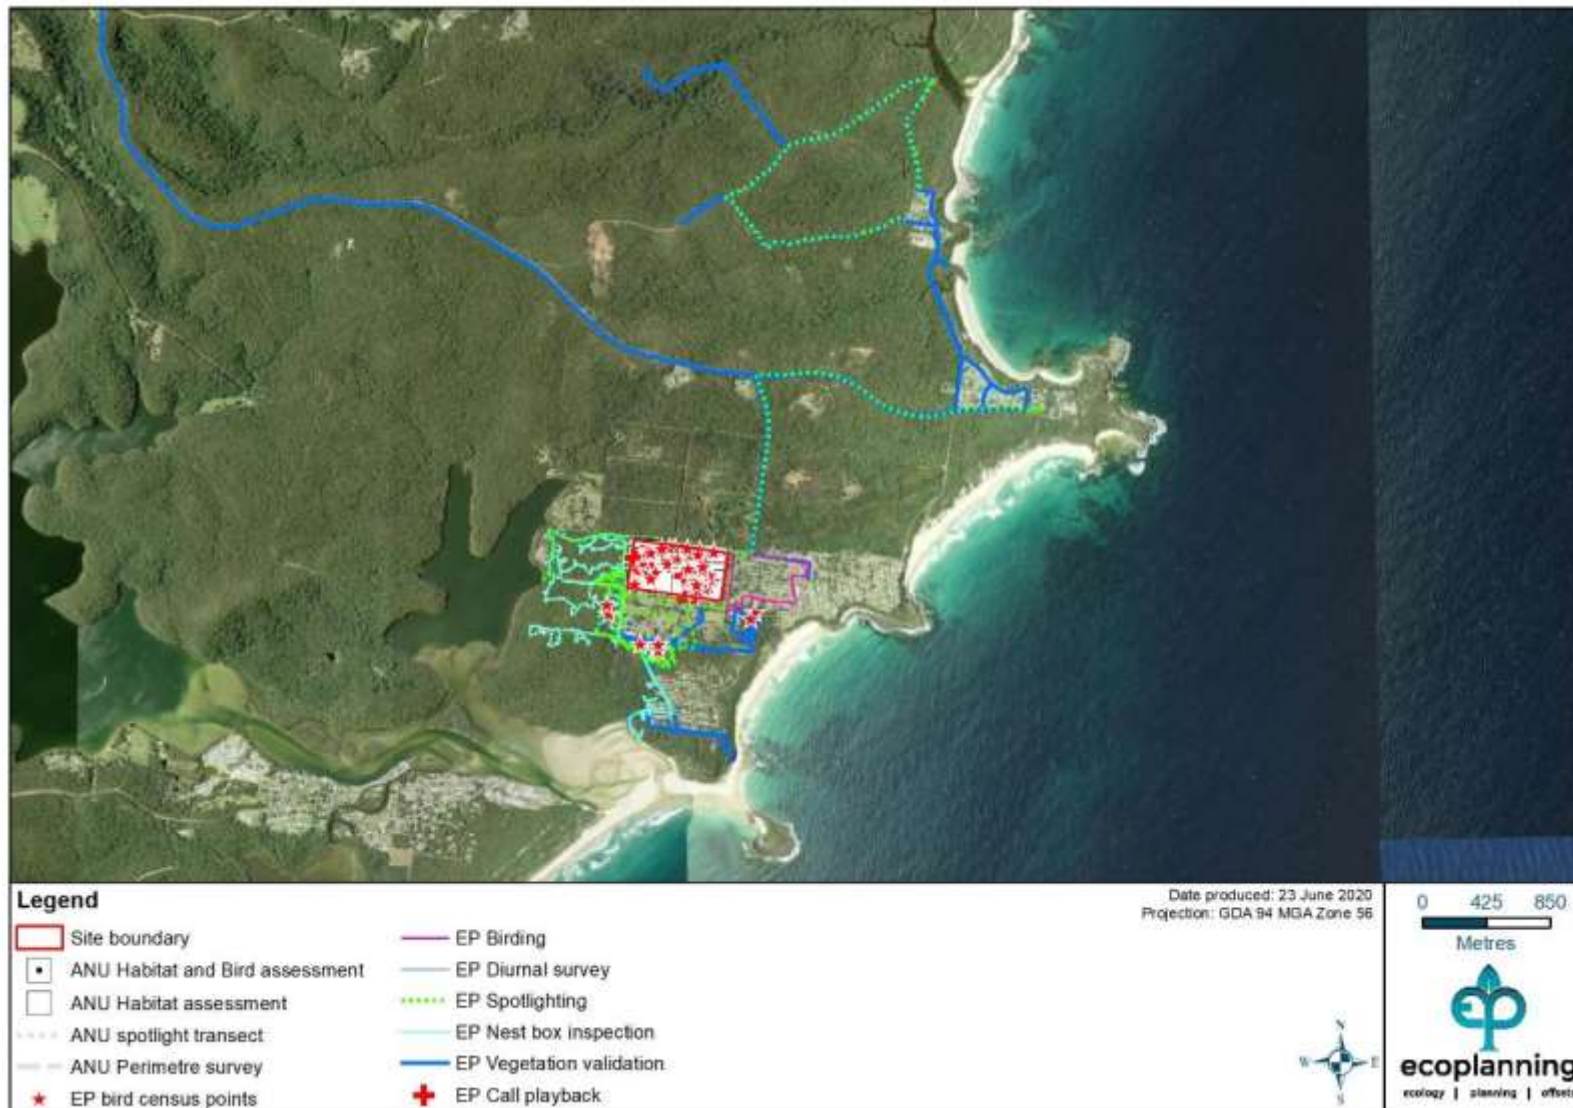 Legend
Site boundary
ANU Habitat and Bird assessment
ANU Habitat assessment
ANU spotlight transect
ANU Perimetre survey
EP bird census points
EP Birding
EP Diurnal survey
EP Spotlighting
EP Nest box inspection
EP Vegetation validation
EP Call playback
Date produced: 23 June 2020
Projection: GDA 94 MGA Zone 56
N
W E
S
0 425 850
Metres
ep
ecoplanning
ecology | planning | offsets